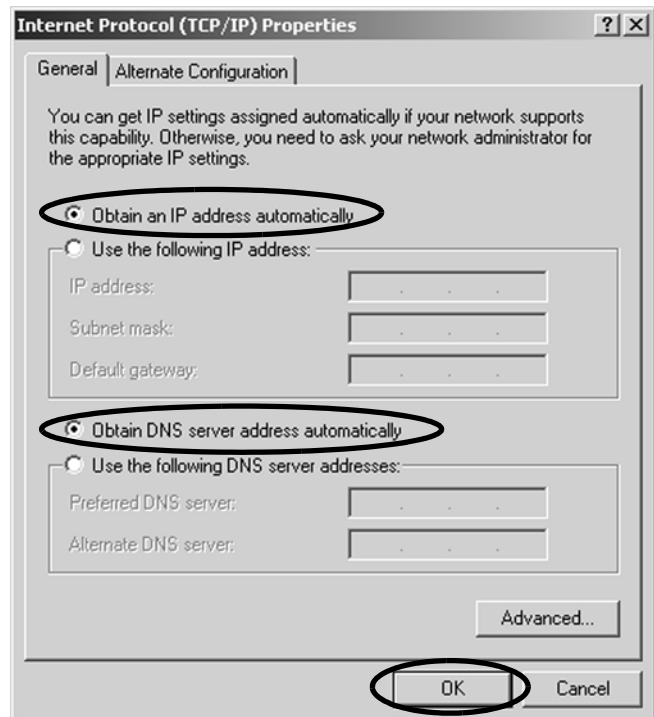 Internet Protocol (TCP/IP) Properties
General
Alternate Configuration
You can get IP settings assigned automatically if your network supports
this capability. Otherwise, you need to ask your network administrator for
the appropriate IP settings.
Obtain an IP address automatically
Use the following IP address:
IP address:
Subnet mask:
Default gateway:
Obtain DNS server address automatically
Use the following DNS server addresses:
Preferred DNS server:
Alternate DNS server:
Advanced...
OK
Cancel